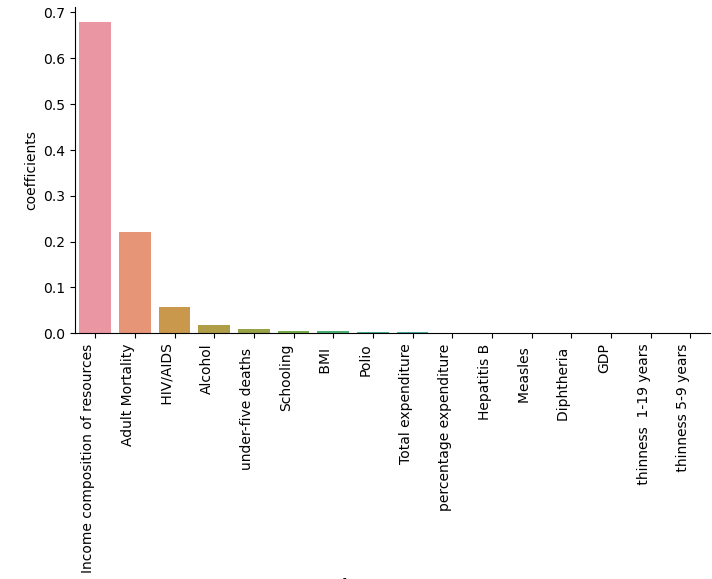 0.7
0.6
0.5
0.4
0.3
0.2
0.1
0.0
coefficients
Income composition of resources
Adult Mortality
HIV/AIDS
Alcohol
under-five deaths
Schooling
BMI
Polio
Total expenditure
percentage expenditure
Hepatitis B
Measles
Diphtheria
GDP
thinness  1-19 years
thinness 5-9 years